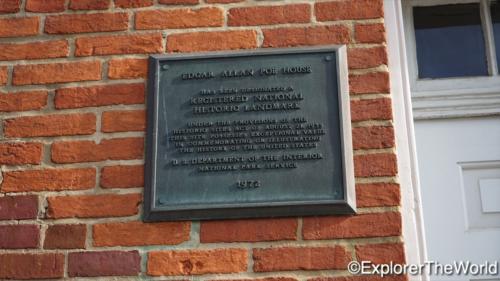 EDGAR ALLAN POE HOUSE
HAS BEEN DESIGNATED A
REGISTERED NATIONAL
HISTORIC LANDMARK
UNDER THE PROVISIONS OF THE
HISTORIC SITES ACT OF AUGUST 21, 1935
THIS SITE POSSESSES EXCEPTIONAL VALUE
IN COMMEMORATING OR ILLUSTRATING
THE HISTORY OF THE UNITED STATES
U. S. DEPARTMENT OF THE INTERIOR
NATIONAL PARK SERVICE
1972
©ExplorerTheWorld